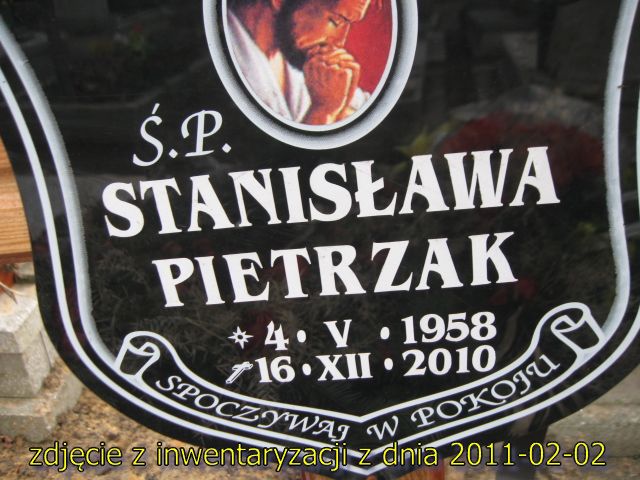 Ś.P.
STANISŁAWA
PIETRZAK
4 • V • 1958
16 • XII • 2010
SPOCZYWAJ W POKOJU
zdjęcie z inwentaryzacji z dnia 2011-02-02